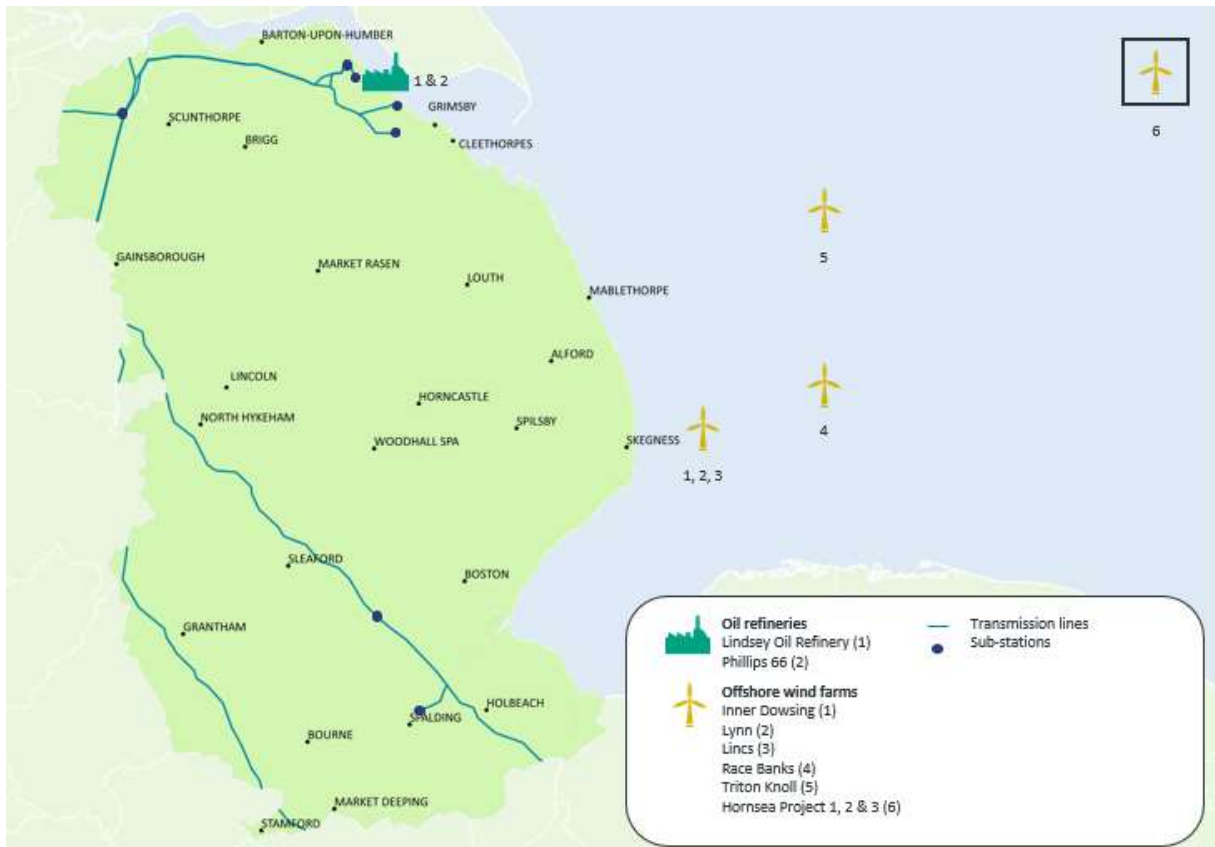 BARTON-UPON-HUMBER
1 & 2
6
SCUNTHORPE
GRIMSBY
BRIGG
CLEETHORPES
5
GAINSBOROUGH
MARKET RASEN
LOUTH
MABLETHORPE
ALFORD
LINCOLN
HORNCASTLE
NORTH HYKEHAM
SPILSBY
4
WOODHALL SPA
SKEGNESS
1, 2, 3
SLEAFORD
BOSTON
GRANTHAM
HOLBEACH
SPALDING
BOURNE
MARKET DEEPING
STAMFORD
Oil refineries
Lindsey Oil Refinery (1)
Phillips 66 (2)
Offshore wind farms
Inner Dowsing (1)
Lynn (2)
Lincs (3)
Race Banks (4)
Triton Knoll (5)
Hornsea Project 1, 2 & 3 (6)
Transmission lines
Sub-stations